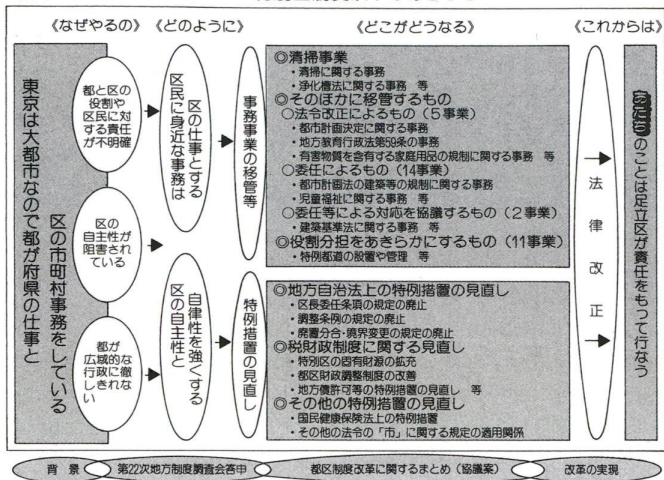 《なぜやるの》
《どのように》
《どこがどうなる》
《これからは》
東京は大都市なので都が府県の仕事と
区の市町村事務をしている
都と区の
役割や
区民に対
する責任
が不明確
区の
自主性が
阻害され
ている
都が
広域的な
行政に徹
しきれな
い
区民に身近な事務は
区の仕事とする
区の自主性と
自律性を強くする
事務事業の移管等
特例措置の見直し
◎清掃事業
・清掃に関する事務
・浄化槽法に関する事務 等
◎そのほかに移管するもの
○法令改正によるもの（5事業）
・都市計画決定に関する事務
・地方教育行政法第59条の事務
・有害物質を含有する家庭用品の規制に関する事務 等
○委任によるもの（14事業）
・都市計画法の建築等の規制に関する事務
・児童福祉に関する事務 等
○委任等による対応を協議するもの（2事業）
・建築基準法に関する事務 等
◎役割分担をあきらかにするもの（11事業）
・特例都道の設置や管理 等
◎地方自治法上の特例措置の見直し
・区長委任条項の規定の廃止
・調整条例の規定の廃止
・廃置分合・境界変更の規定の廃止
◎税財政制度に関する見直し
・特別区の固有財源の拡充
・都区財政調整制度の改善
・地方債許可等の特例措置の見直し 等
◎その他の特例措置の見直し
・国民健康保険法上の特例措置
・その他の法令の「市」に関する規定の適用関係
法律改正
のことは足立区が責任をもって行なう
背景
第22次地方制度調査会答申
都区制度改革に関するまとめ（協議案）
改革の実現